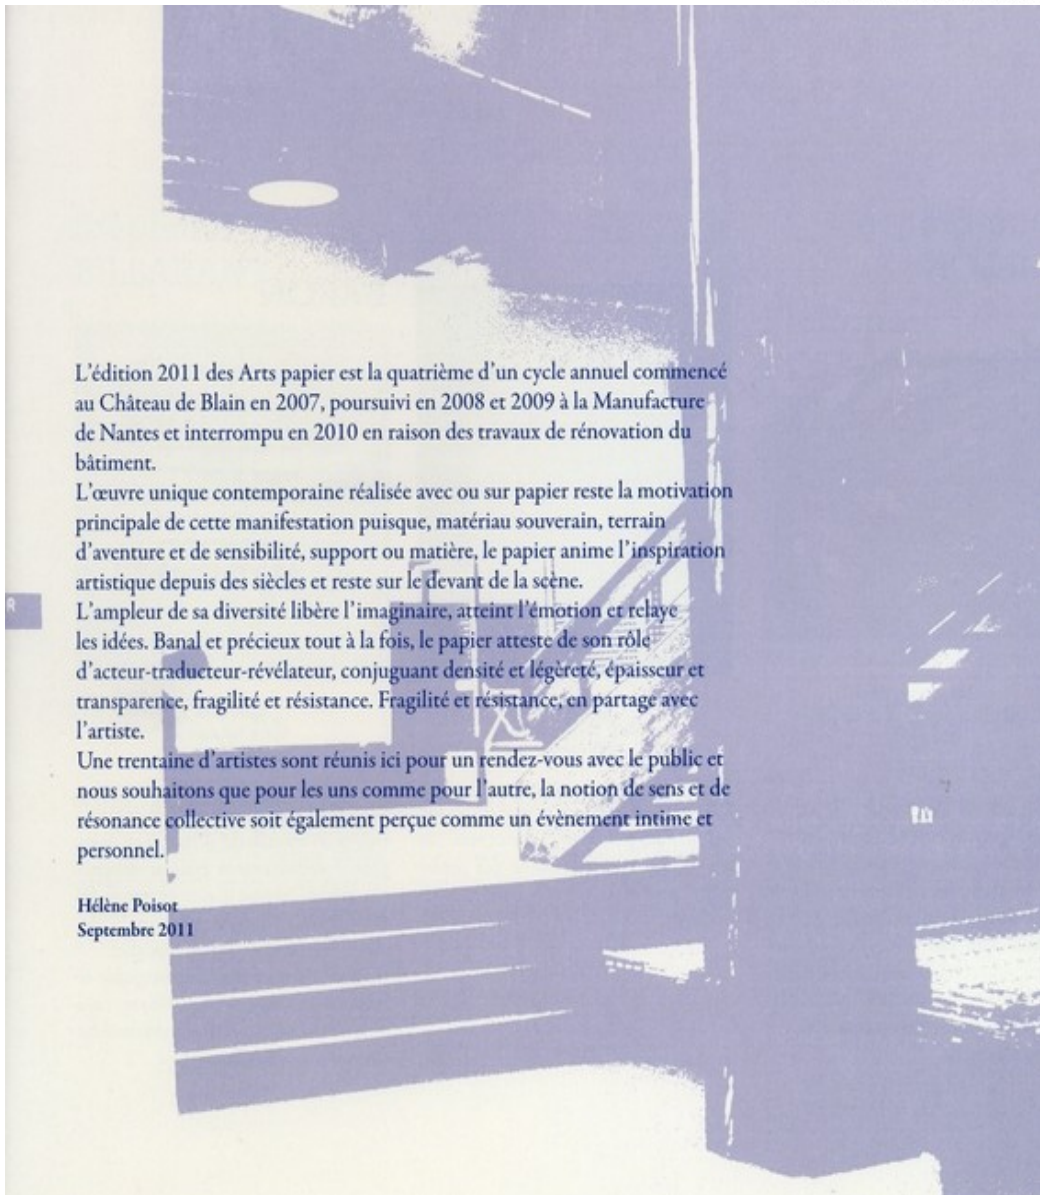 L'édition 2011 des Arts papier est la quatrième d'un cycle annuel commencé
au Château de Blain en 2007, poursuivi en 2008 et 2009 à la Manufacture
de Nantes et interrompu en 2010 en raison des travaux de rénovation du
bâtiment.
L'œuvre unique contemporaine réalisée avec ou sur papier reste la motivation
principale de cette manifestation puisque, matériau souverain, terrain
d'aventure et de sensibilité, support ou matière, le papier anime l'inspiration
artistique depuis des siècles et reste sur le devant de la scène.
L'ampleur de sa diversité libère l'imaginaire, atteint l'émotion et relaye
les idées. Banal et précieux tout à la fois, le papier atteste de son rôle
d'acteur-traducteur-révélateur, conjuguant densité et légèreté, épaisseur et
transparence, fragilité et résistance. Fragilité et résistance, en partage avec
l'artiste.
Une trentaine d'artistes sont réunis ici pour un rendez-vous avec le public et
nous souhaitons que pour les uns comme pour l'autre, la notion de sens et de
résonance collective soit également perçue comme un évènement intime et
personnel.
Hélène Poisot
Septembre 2011